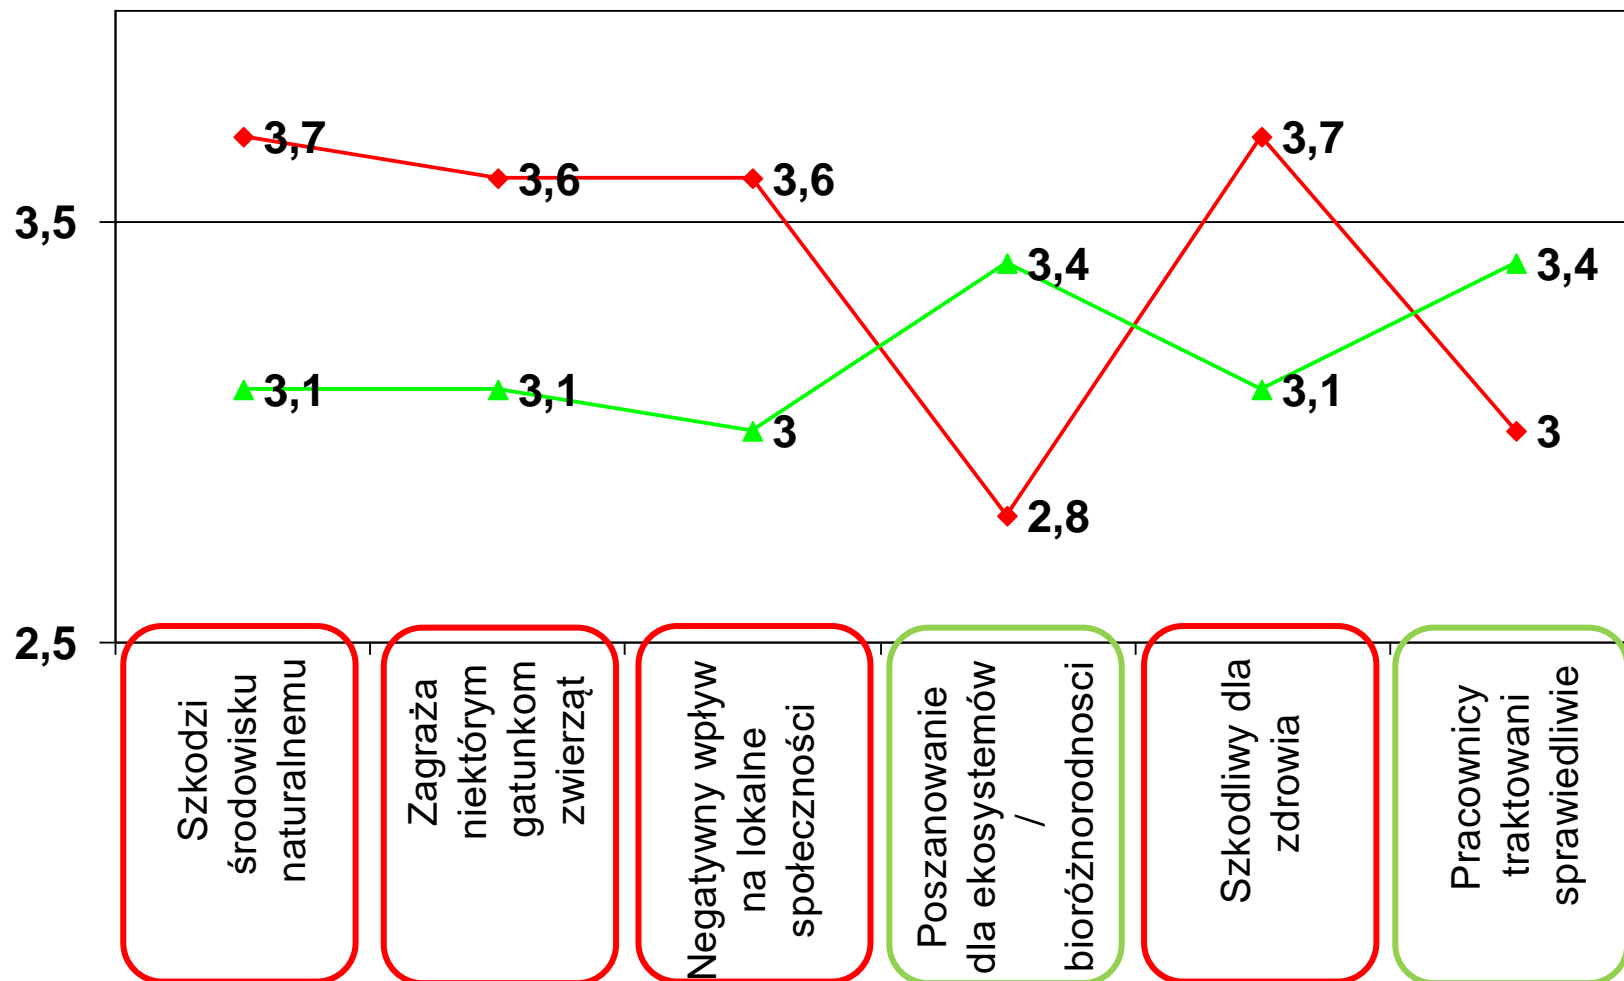 3,7
3,6
3,6
2,8
3,7
3
3,1
3,1
3
3,4
3,1
3,4
3,5
2,5
Szkodzi
środowisku
naturalnemu
Zagraża
niektórym
gatunkom
zwierząt
Negatywny wpływ
na lokalne
społeczności
Poszanowanie
dla ekosystemów
/
bioróżnorodnosci
Szkodliwy dla
zdrowia
Pracownicy
traktowani
sprawiedliwie